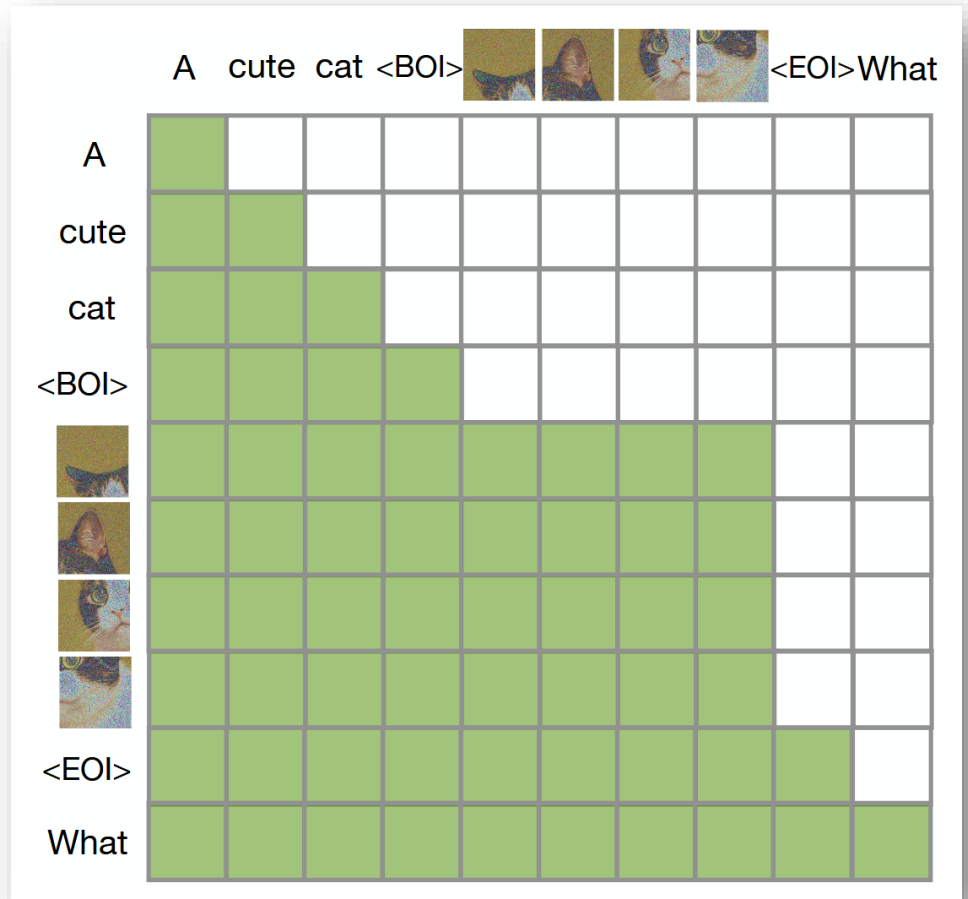 A cute cat <BOI> <EOI> What
A
cute
cat
<BOI>
<EOI>
What